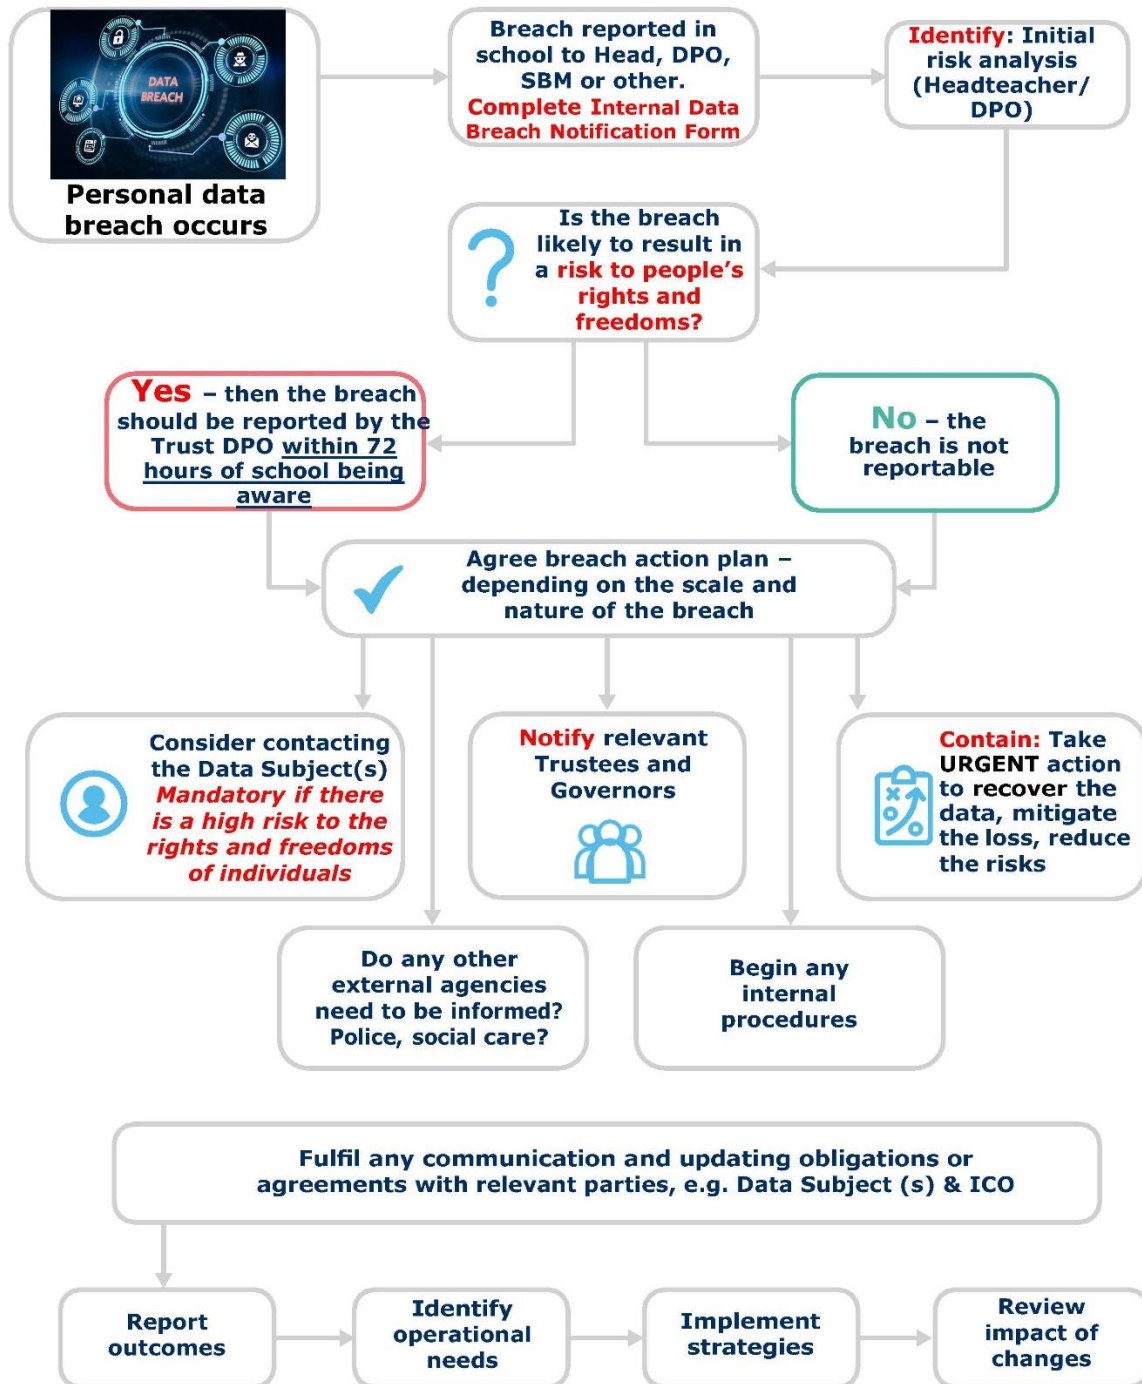 DATA
BREACH
Personal data
breach occurs
Breach reported in
school to Head, DPO,
SBM or other.
Complete Internal Data
Breach Notification Form
Identify: Initial
risk analysis
(Headteacher/
DPO)
Is the breach
likely to result in
a risk to people's
rights and
freedoms?
Yes – then the breach
should be reported by the
Trust DPO within 72
hours of school being
aware
No – the
breach is not
reportable
Agree breach action plan –
depending on the scale and
nature of the breach
Consider contacting
the Data Subject(s)
Mandatory if there
is a high risk to the
rights and freedoms
of individuals
Notify relevant
Trustees and
Governors
Contain: Take
URGENT action
to recover the
data, mitigate
the loss, reduce
the risks
Do any other
external agencies
need to be informed?
Police, social care?
Begin any
internal
procedures
Fulfil any communication and updating obligations or
agreements with relevant parties, e.g. Data Subject (s) & ICO
Report
outcomes
Identify
operational
needs
Implement
strategies
Review
impact of
changes